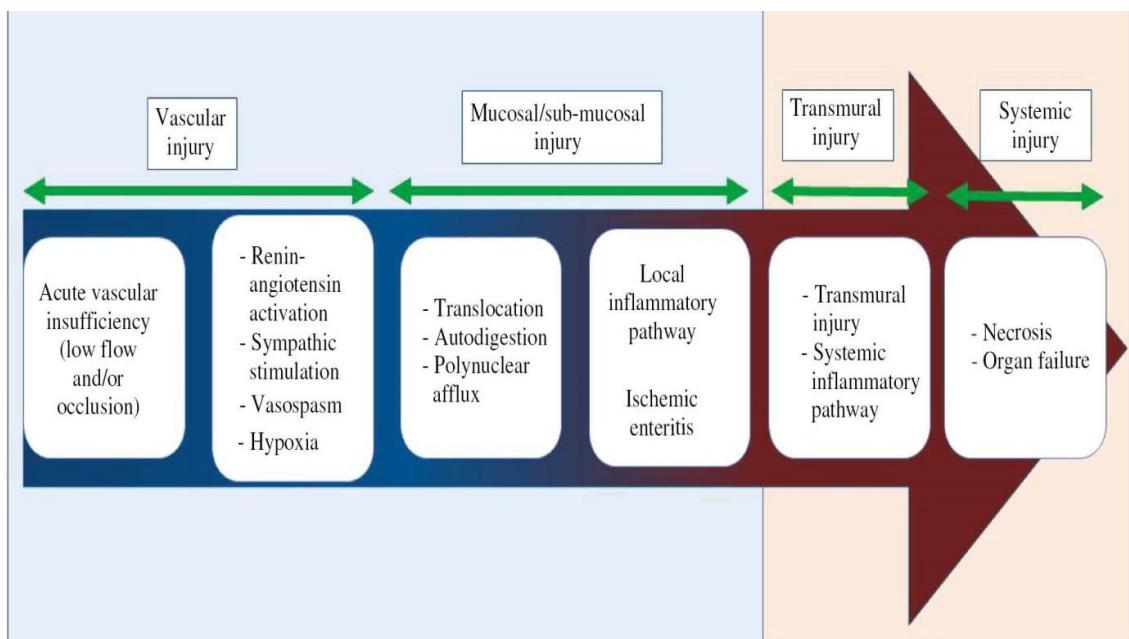 Vascular
injury
Mucosal/sub-mucosal
injury
Transmural
injury
Systemic
injury
Acute vascular
insufficiency
(low flow
and/or
occlusion)
- Renin-
angiotensin
activation
- Sympathic
stimulation
- Vasospasm
- Hypoxia
- Translocation
- Autodigestion
- Polynuclear
afflux
Local
inflammatory
pathway
Ischemic
enteritis
- Transmural
injury
- Systemic
inflammatory
pathway
- Necrosis
- Organ failure